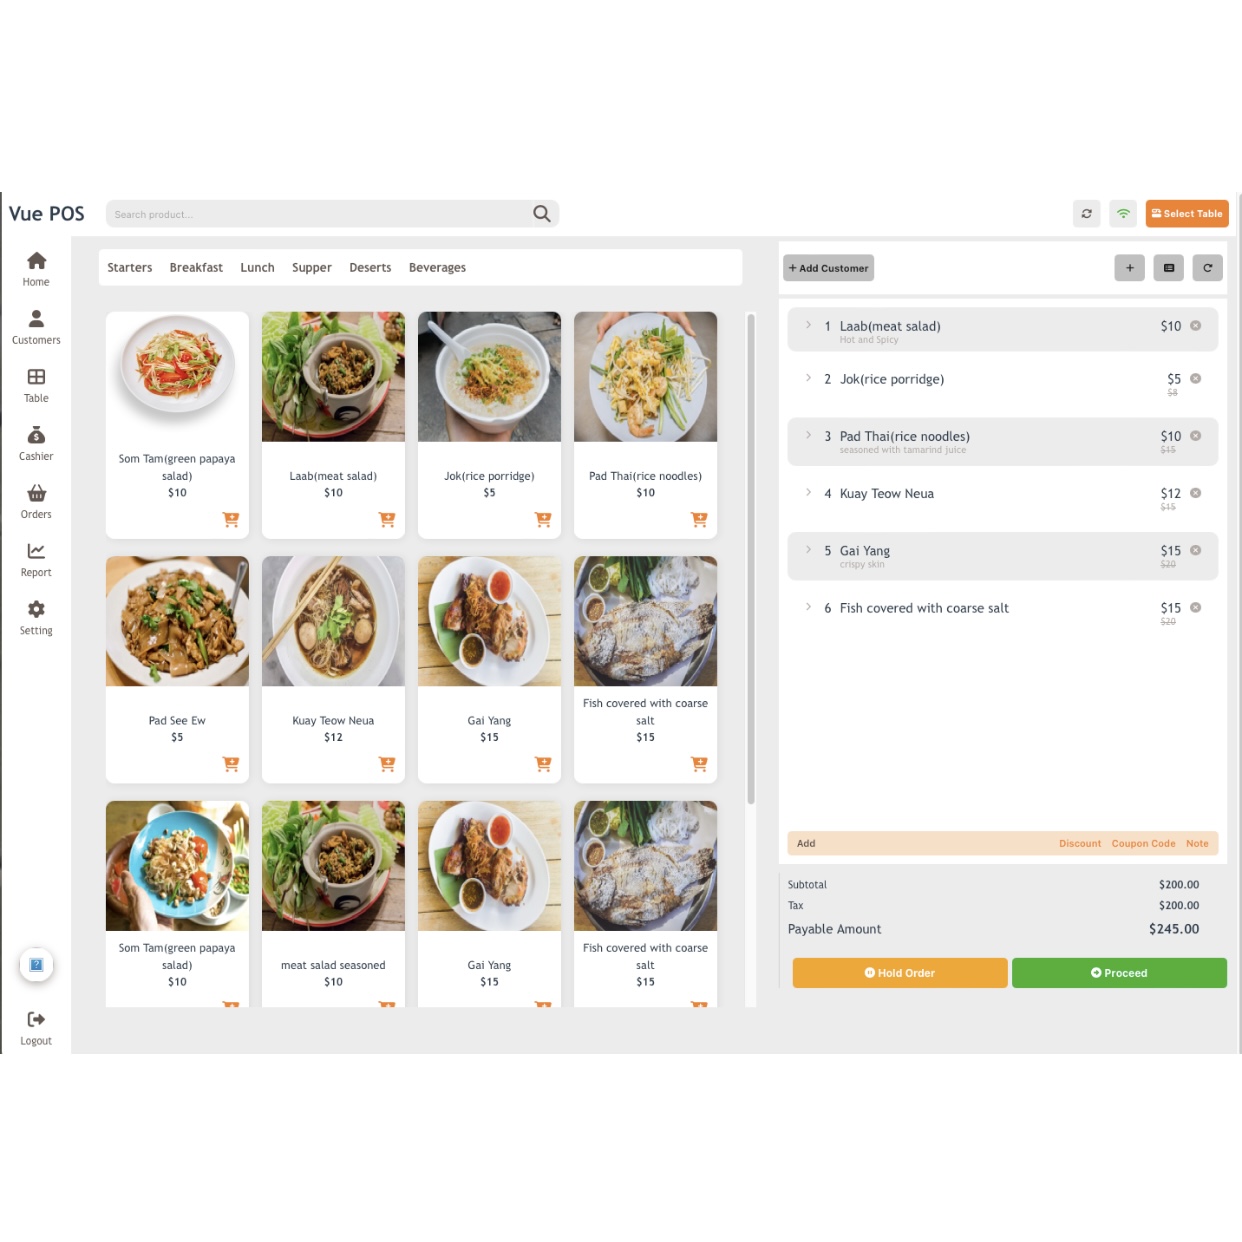 Vue POS
Search product...
Select Table
Home
Customers
Table
Cashier
Orders
Report
Setting
Logout
Starters Breakfast Lunch Supper Deserts Beverages
Som Tam(green papaya
salad)
$10
Laab(meat salad)
$10
Jok(rice porridge)
$5
Pad Thai(rice noodles)
$10
Pad See Ew
$5
Kuay Teow Neua
$12
Gai Yang
$15
Fish covered with coarse
salt
$15
Som Tam(green papaya
salad)
$10
meat salad seasoned
$10
Gai Yang
$15
Fish covered with coarse
salt
$15
+ Add Customer
1 Laab(meat salad) $10
Hot and Spicy
2 Jok(rice porridge) $5
$8
3 Pad Thai(rice noodles) $10
seasoned with tamarind juice $15
4 Kuay Teow Neua $12
$15
5 Gai Yang $15
crispy skin $20
6 Fish covered with coarse salt $15
$20
Add Discount Coupon Code Note
Subtotal $200.00
Tax $200.00
Payable Amount $245.00
Hold Order
Proceed